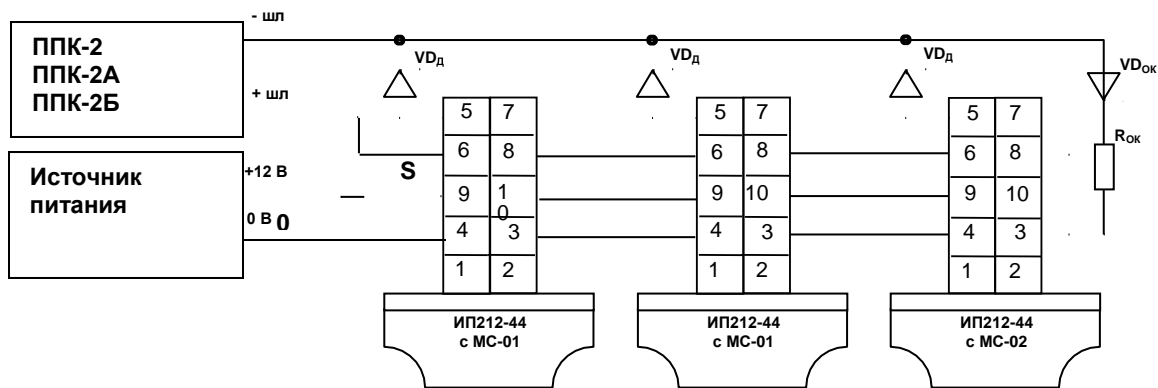 - шл
ППК-2
ППК-2А
ППК-2Б
+ шл
VDД
VDД
VDД
VDОК
RОК
Источник
питания
+12 В
0 В 0
S
5 7
6 8
9 10
4 3
1 2
5 7
6 8
9 10
4 3
1 2
5 7
6 8
9 10
4 3
1 2
ИП212-44
с МС-01
ИП212-44
с МС-01
ИП212-44
с МС-02